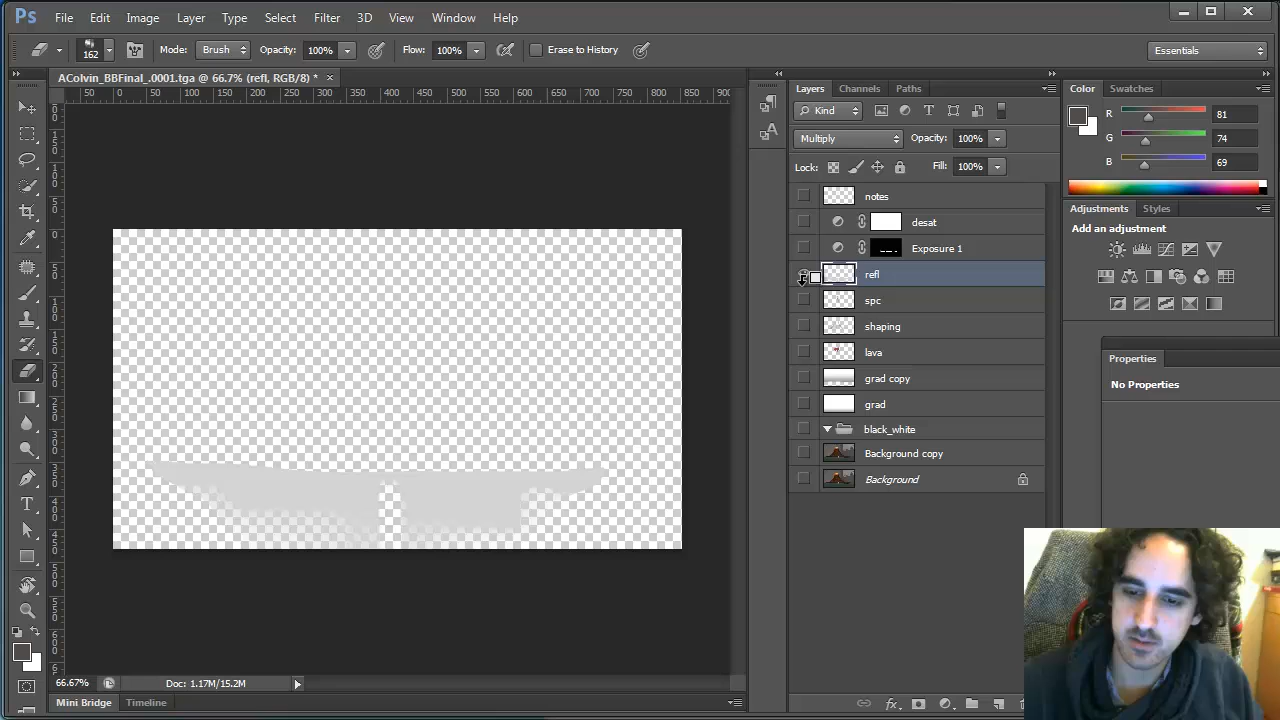 Ps File Edit Image Layer Type Select Filter 3D View Window Help
162 Mode: Brush Opacity: 100% Flow: 100% Erase to History Essentials
AColvin_BBFinal_.0001.tga @ 66.7% (refl, RGB/8) * ×
50 0 50 100 150 200 250 300 350 400 450 500 550 600 650 700 750 800 850 900
Layers Channels Paths
Kind
Multiply Opacity: 100%
Lock: Fill: 100%
notes
desat
Exposure 1
refl
spc
shaping
lava
grad copy
grad
black_white
Background copy
Background
Color Swatches
R 81
G 74
B 69
Adjustments Styles
Add an adjustment
Properties
No Properties
66.67% Doc: 1.17M/15.2M
Mini Bridge Timeline